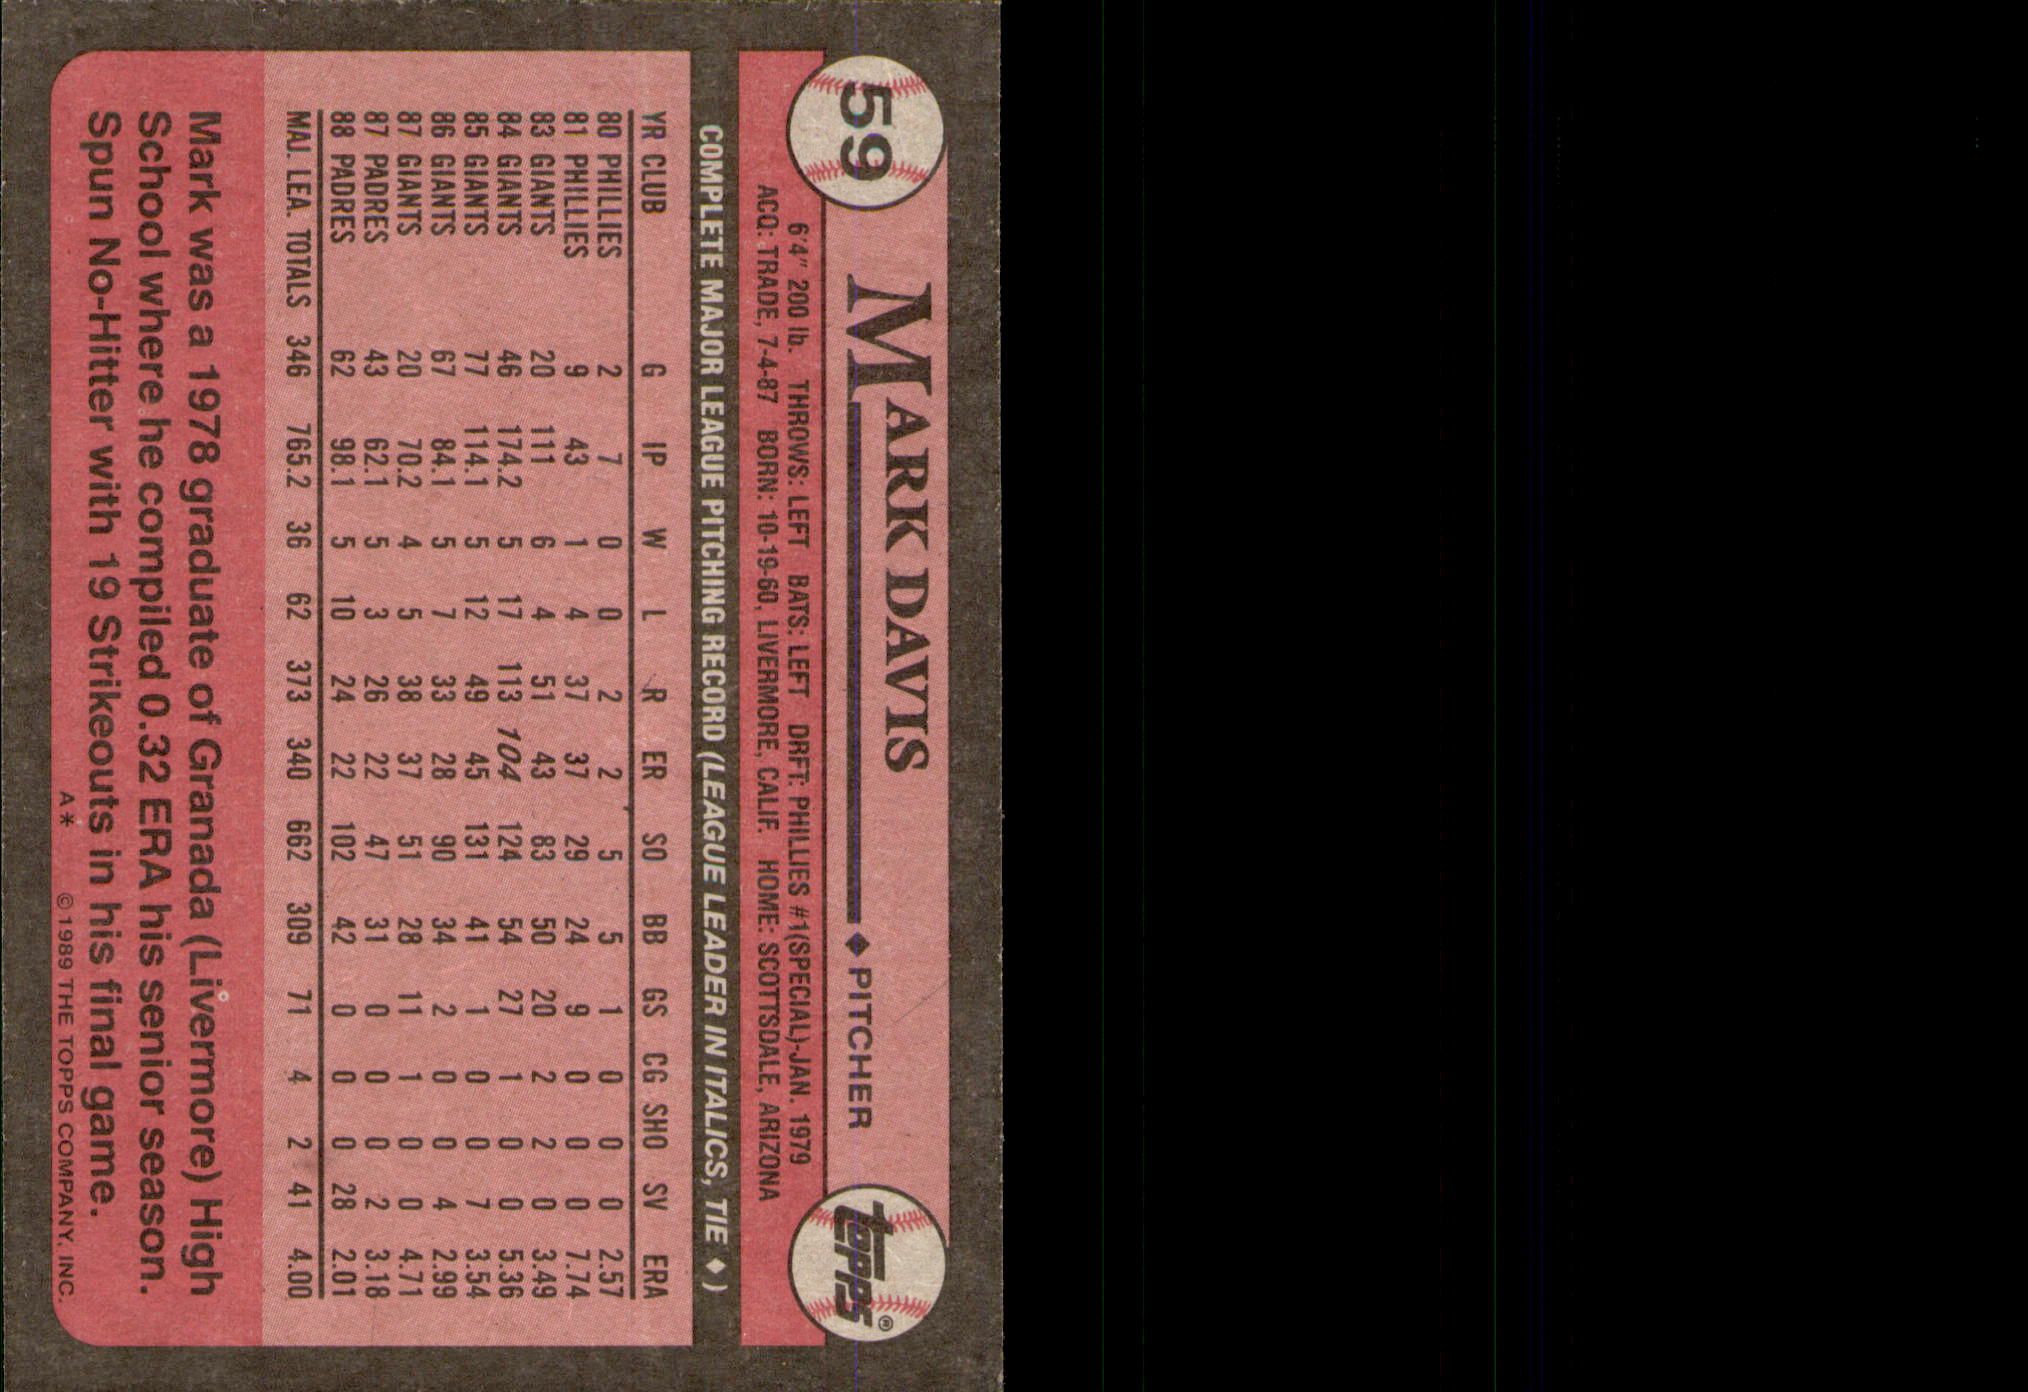 59
MARK DAVIS
◆ PITCHER
topps®
6'4" 200 lb. THROWS: LEFT BATS: LEFT DRFT: PHILLIES #1(SPECIAL)-JAN. 1979
ACQ: TRADE, 7-4-87 BORN: 10-19-60, LIVERMORE, CALIF. HOME: SCOTTSDALE, ARIZONA
COMPLETE MAJOR LEAGUE PITCHING RECORD (LEAGUE LEADER IN ITALICS, TIE ◆)
YR CLUB G IP W L R ER SO BB GS CG SHO SV ERA
80 PHILLIES 2 7 0 0 2 2 5 5 1 0 0 0 2.57
81 PHILLIES 9 43 1 4 37 37 29 24 9 0 0 0 7.74
83 GIANTS 20 111 6 4 51 43 83 50 20 2 2 0 3.49
84 GIANTS 46 174.2 5 17 113 104 124 54 27 1 0 0 5.36
85 GIANTS 77 114.1 5 12 49 45 131 41 1 0 0 7 3.54
86 GIANTS 67 84.1 5 7 33 28 90 34 2 0 0 4 2.99
87 GIANTS 20 70.2 4 5 38 37 51 28 11 1 0 0 4.71
87 PADRES 43 62.1 5 3 26 22 47 31 0 0 0 2 3.18
88 PADRES 62 98.1 5 10 24 22 102 42 0 0 0 28 2.01
MAJ. LEA. TOTALS 346 765.2 36 62 373 340 662 309 71 4 2 41 4.00
Mark was a 1978 graduate of Granada (Livermore) High
School where he compiled 0.32 ERA his senior season.
Spun No-Hitter with 19 Strikeouts in his final game.
A* ©1989 THE TOPPS COMPANY, INC.